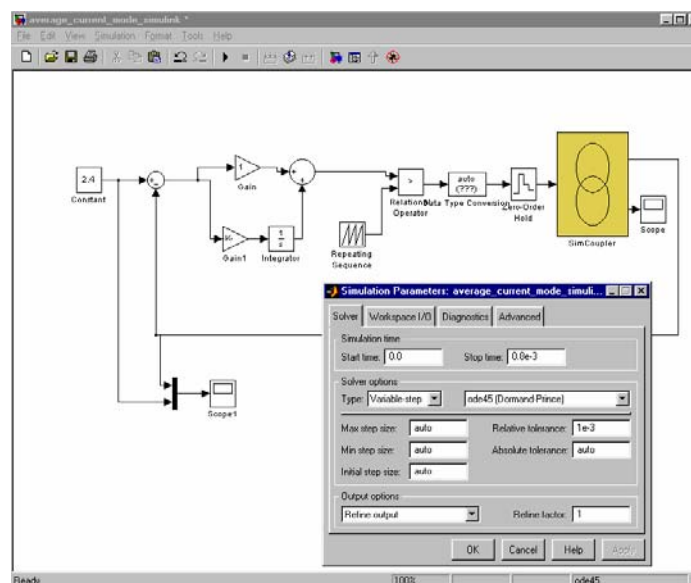 average_current_mode_simulink *
File Edit View Simulation Format Tools Help
2.4
Constant
1
Gain
Gain1
1
s
Integrator
Repeating
Sequence
>
Relational
Operator
auto
(???)
Data Type Conversion
Zero-Order
Hold
SimCoupler
Scope
Scope1
Simulation Parameters: average_current_mode_simuli...
Solver Workspace I/O Diagnostics Advanced
Simulation time
Start time: 0.0 Stop time: 0.8e-3
Solver options
Type: Variable-step ode45 (Dormand-Prince)
Max step size: auto Relative tolerance: 1e-3
Min step size: auto Absolute tolerance: auto
Initial step size: auto
Output options
Refine output Refine factor: 1
OK Cancel Help Apply
Ready 100% ode45